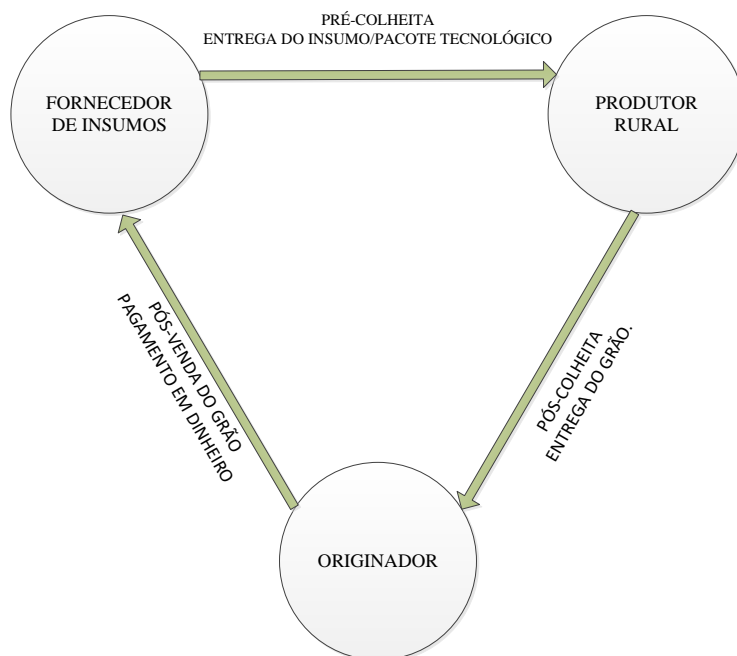 PRÉ-COLHEITA
ENTREGA DO INSUMO/PACOTE TECNOLÓGICO
FORNECEDOR
DE INSUMOS
PRODUTOR
RURAL
PÓS-VENDA DO GRÃO
PAGAMENTO EM DINHEIRO
PÓS-COLHEITA
ENTREGA DO GRÃO.
ORIGINADOR